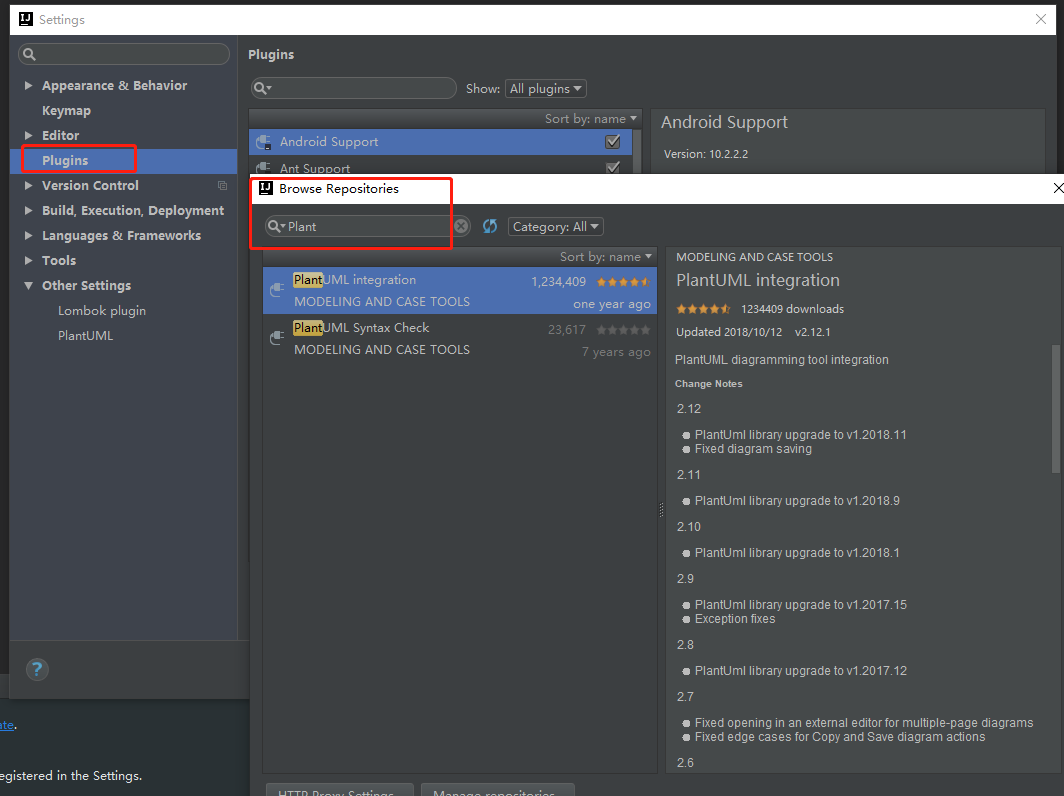 Settings
Plugins
Show: All plugins
Appearance & Behavior
Keymap
Editor
Plugins
Version Control
Build, Execution, Deployment
Languages & Frameworks
Tools
Other Settings
Lombok plugin
PlantUML
Sort by: name
Android Support
Ant Support
Android Support
Version: 10.2.2.2
Browse Repositories
Plant
Category: All
Sort by: name
PlantUML integration 1,234,409
MODELING AND CASE TOOLS one year ago
PlantUML Syntax Check 23,617
MODELING AND CASE TOOLS 7 years ago
MODELING AND CASE TOOLS
PlantUML integration
1234409 downloads
Updated 2018/10/12 v2.12.1
PlantUML diagramming tool integration
Change Notes
2.12
PlantUml library upgrade to v1.2018.11
Fixed diagram saving
2.11
PlantUml library upgrade to v1.2018.9
2.10
PlantUml library upgrade to v1.2018.1
2.9
PlantUml library upgrade to v1.2017.15
Exception fixes
2.8
PlantUml library upgrade to v1.2017.12
2.7
Fixed opening in an external editor for multiple-page diagrams
Fixed edge cases for Copy and Save diagram actions
2.6
?
ate.
egistered in the Settings.
HTTP Proxy Settings
Manage repositories